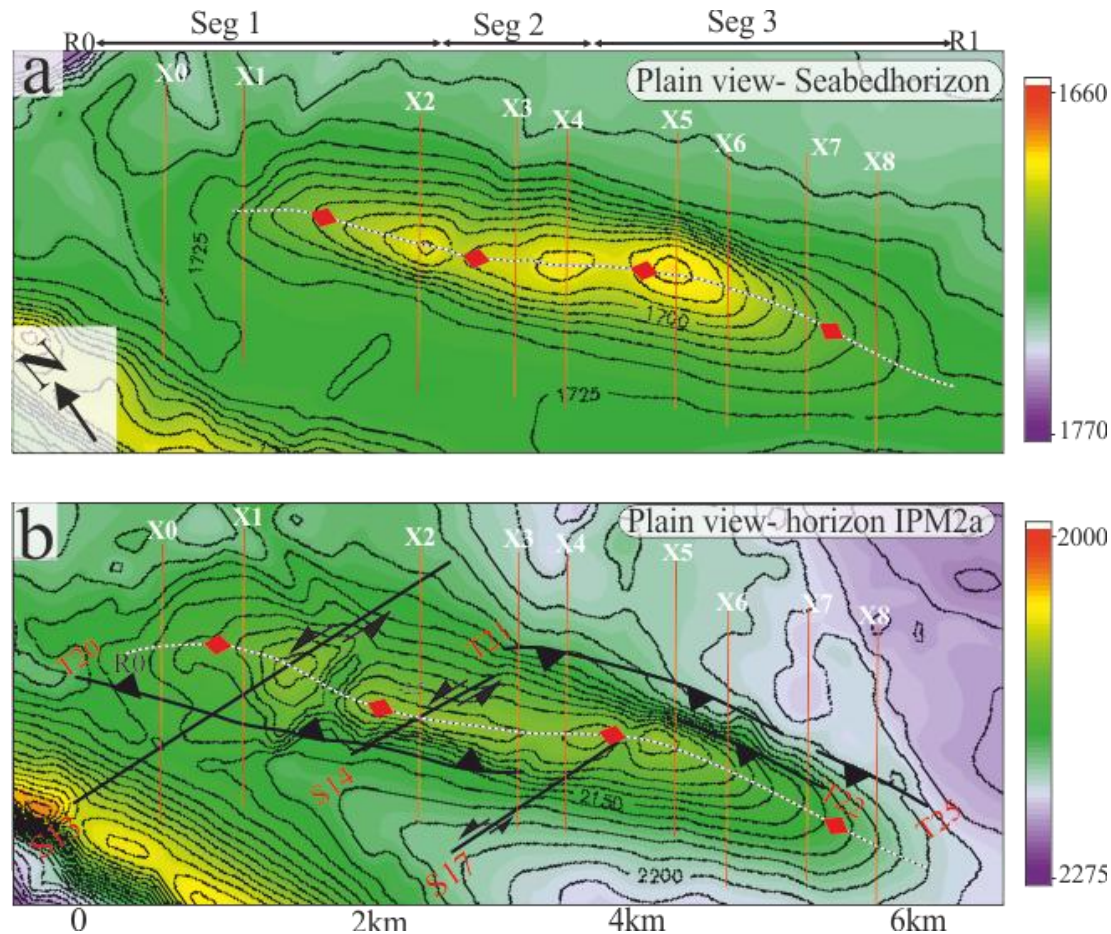 Seg 1 Seg 2 Seg 3
R0 R1
a
Plain view- Seabedhorizon
X0 X1 X2 X3 X4 X5 X6 X7 X8
1660
1725
1700
1725
N
1770
b
Plain view- horizon IPM2a
X0 X1 X2 X3 X4 X5 X6 X7 X8
2000
T20
R0
T21
S14
S17
2150
T25
2200
2275
0 2km 4km 6km